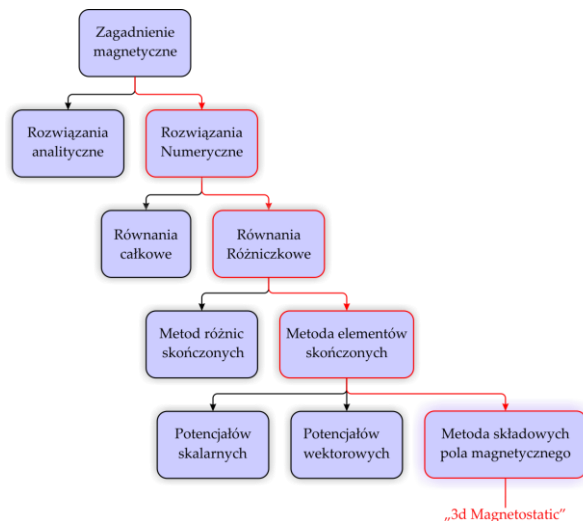 Zagadnienie
magnetyczne
Rozwiązania
analityczne
Rozwiązania
Numeryczne
Równania
całkowe
Równania
Różniczkowe
Metod różnic
skończonych
Metoda elementów
skończonych
Potencjałów
skalarnych
Potencjałów
wektorowych
Metoda składowych
pola magnetycznego
„3d Magnetostatic”